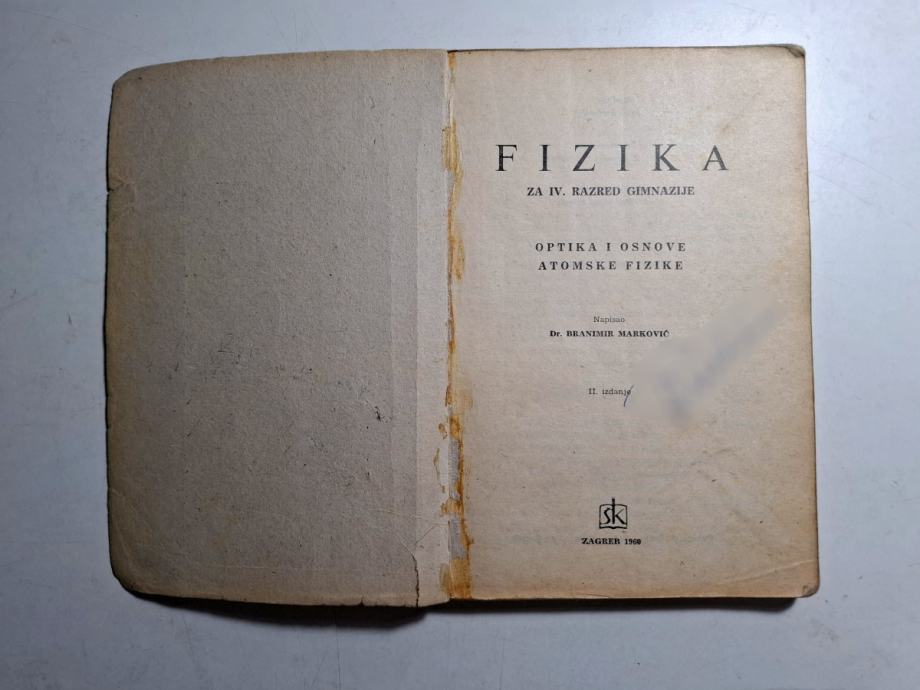 FIZIKA
ZA IV. RAZRED GIMNAZIJE
OPTIKA I OSNOVE
ATOMSKE FIZIKE
Napisao
Dr. BRANIMIR MARKOVIĆ
II. izdanje
ŠK
ZAGREB 1960